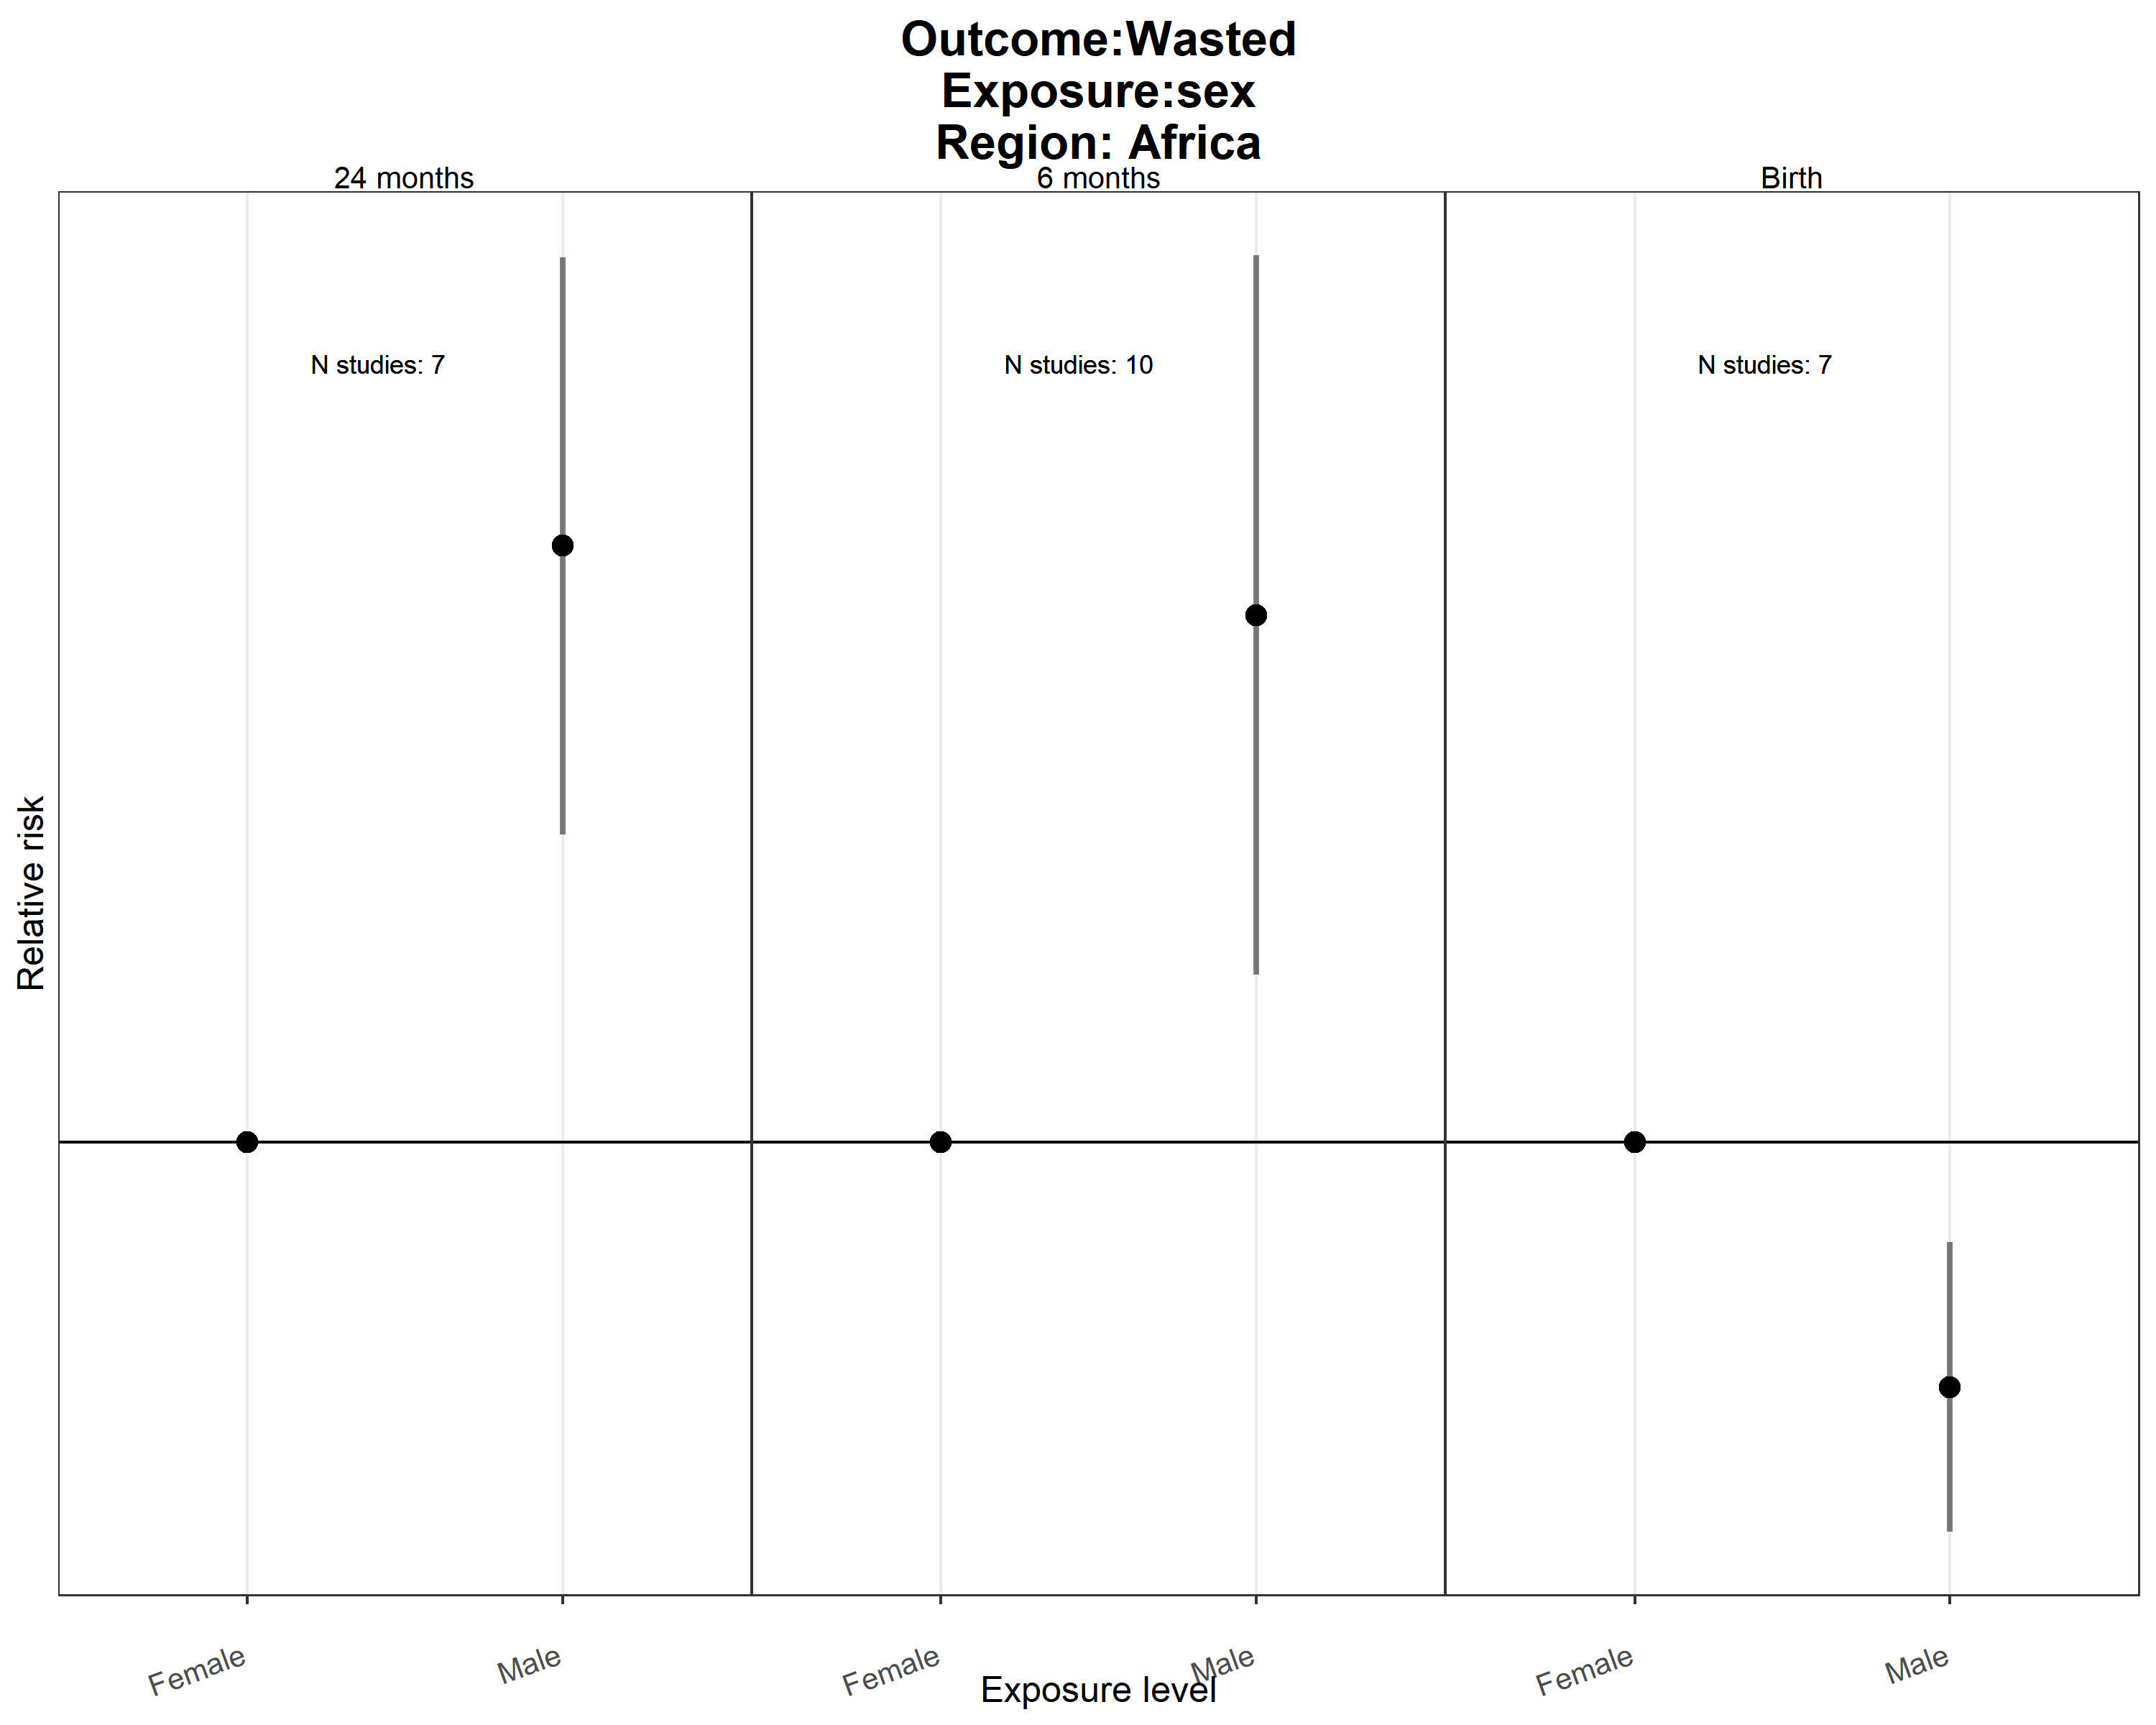 Outcome:Wasted
Exposure:sex
Region: Africa
24 months
6 months
Birth
N studies: 7
N studies: 10
N studies: 7
Relative risk
Female
Male
Female
Male
Female
Male
Exposure level